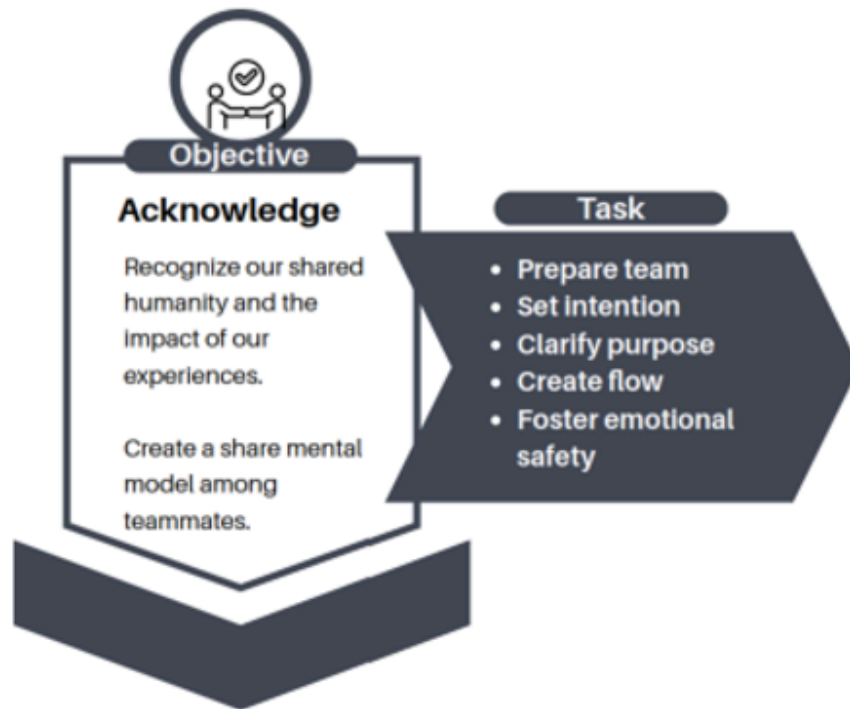 Objective
Acknowledge
Recognize our shared
humanity and the
impact of our
experiences.
Create a share mental
model among
teammates.
Task
• Prepare team
• Set intention
• Clarify purpose
• Create flow
• Foster emotional
safety